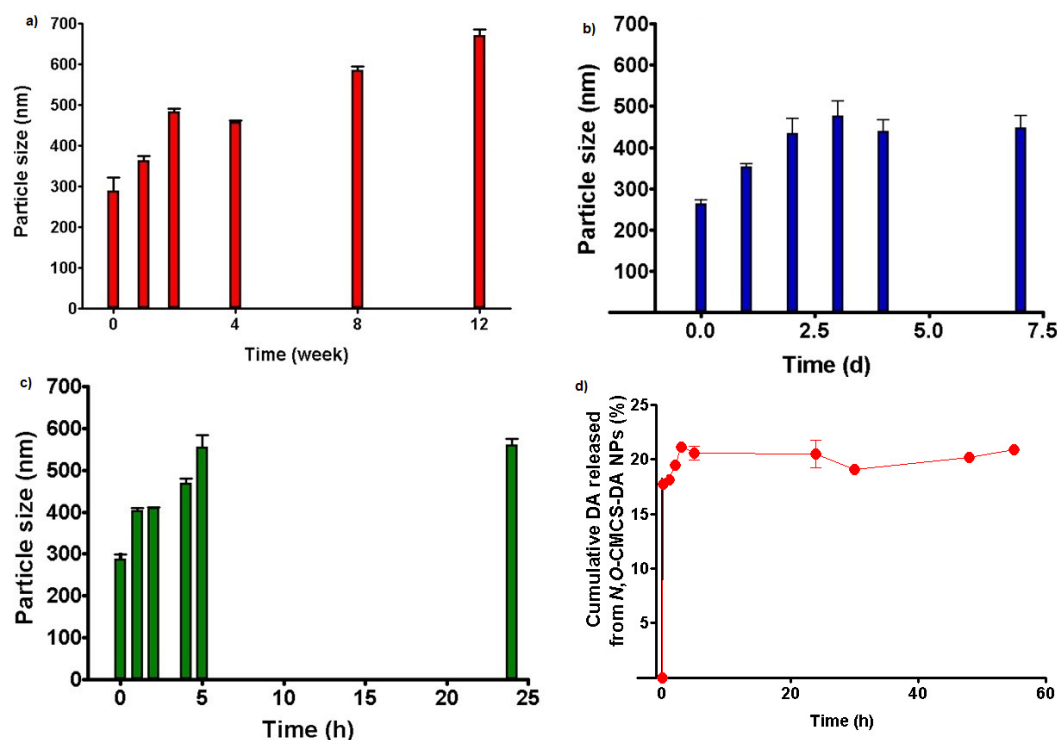 a)
Particle size (nm)
700
600
500
400
300
200
100
0
0 4 8 12
Time (week)
b)
Particle size (nm)
700
600
500
400
300
200
100
0.0 2.5 5.0 7.5
Time (d)
c)
Particle size (nm)
700
600
500
400
300
200
100
0
0 5 10 15 20 25
Time (h)
d)
Cumulative DA released
from N,O-CMCS-DA NPs (%)
25
20
15
10
5
0 20 40 60
Time (h)